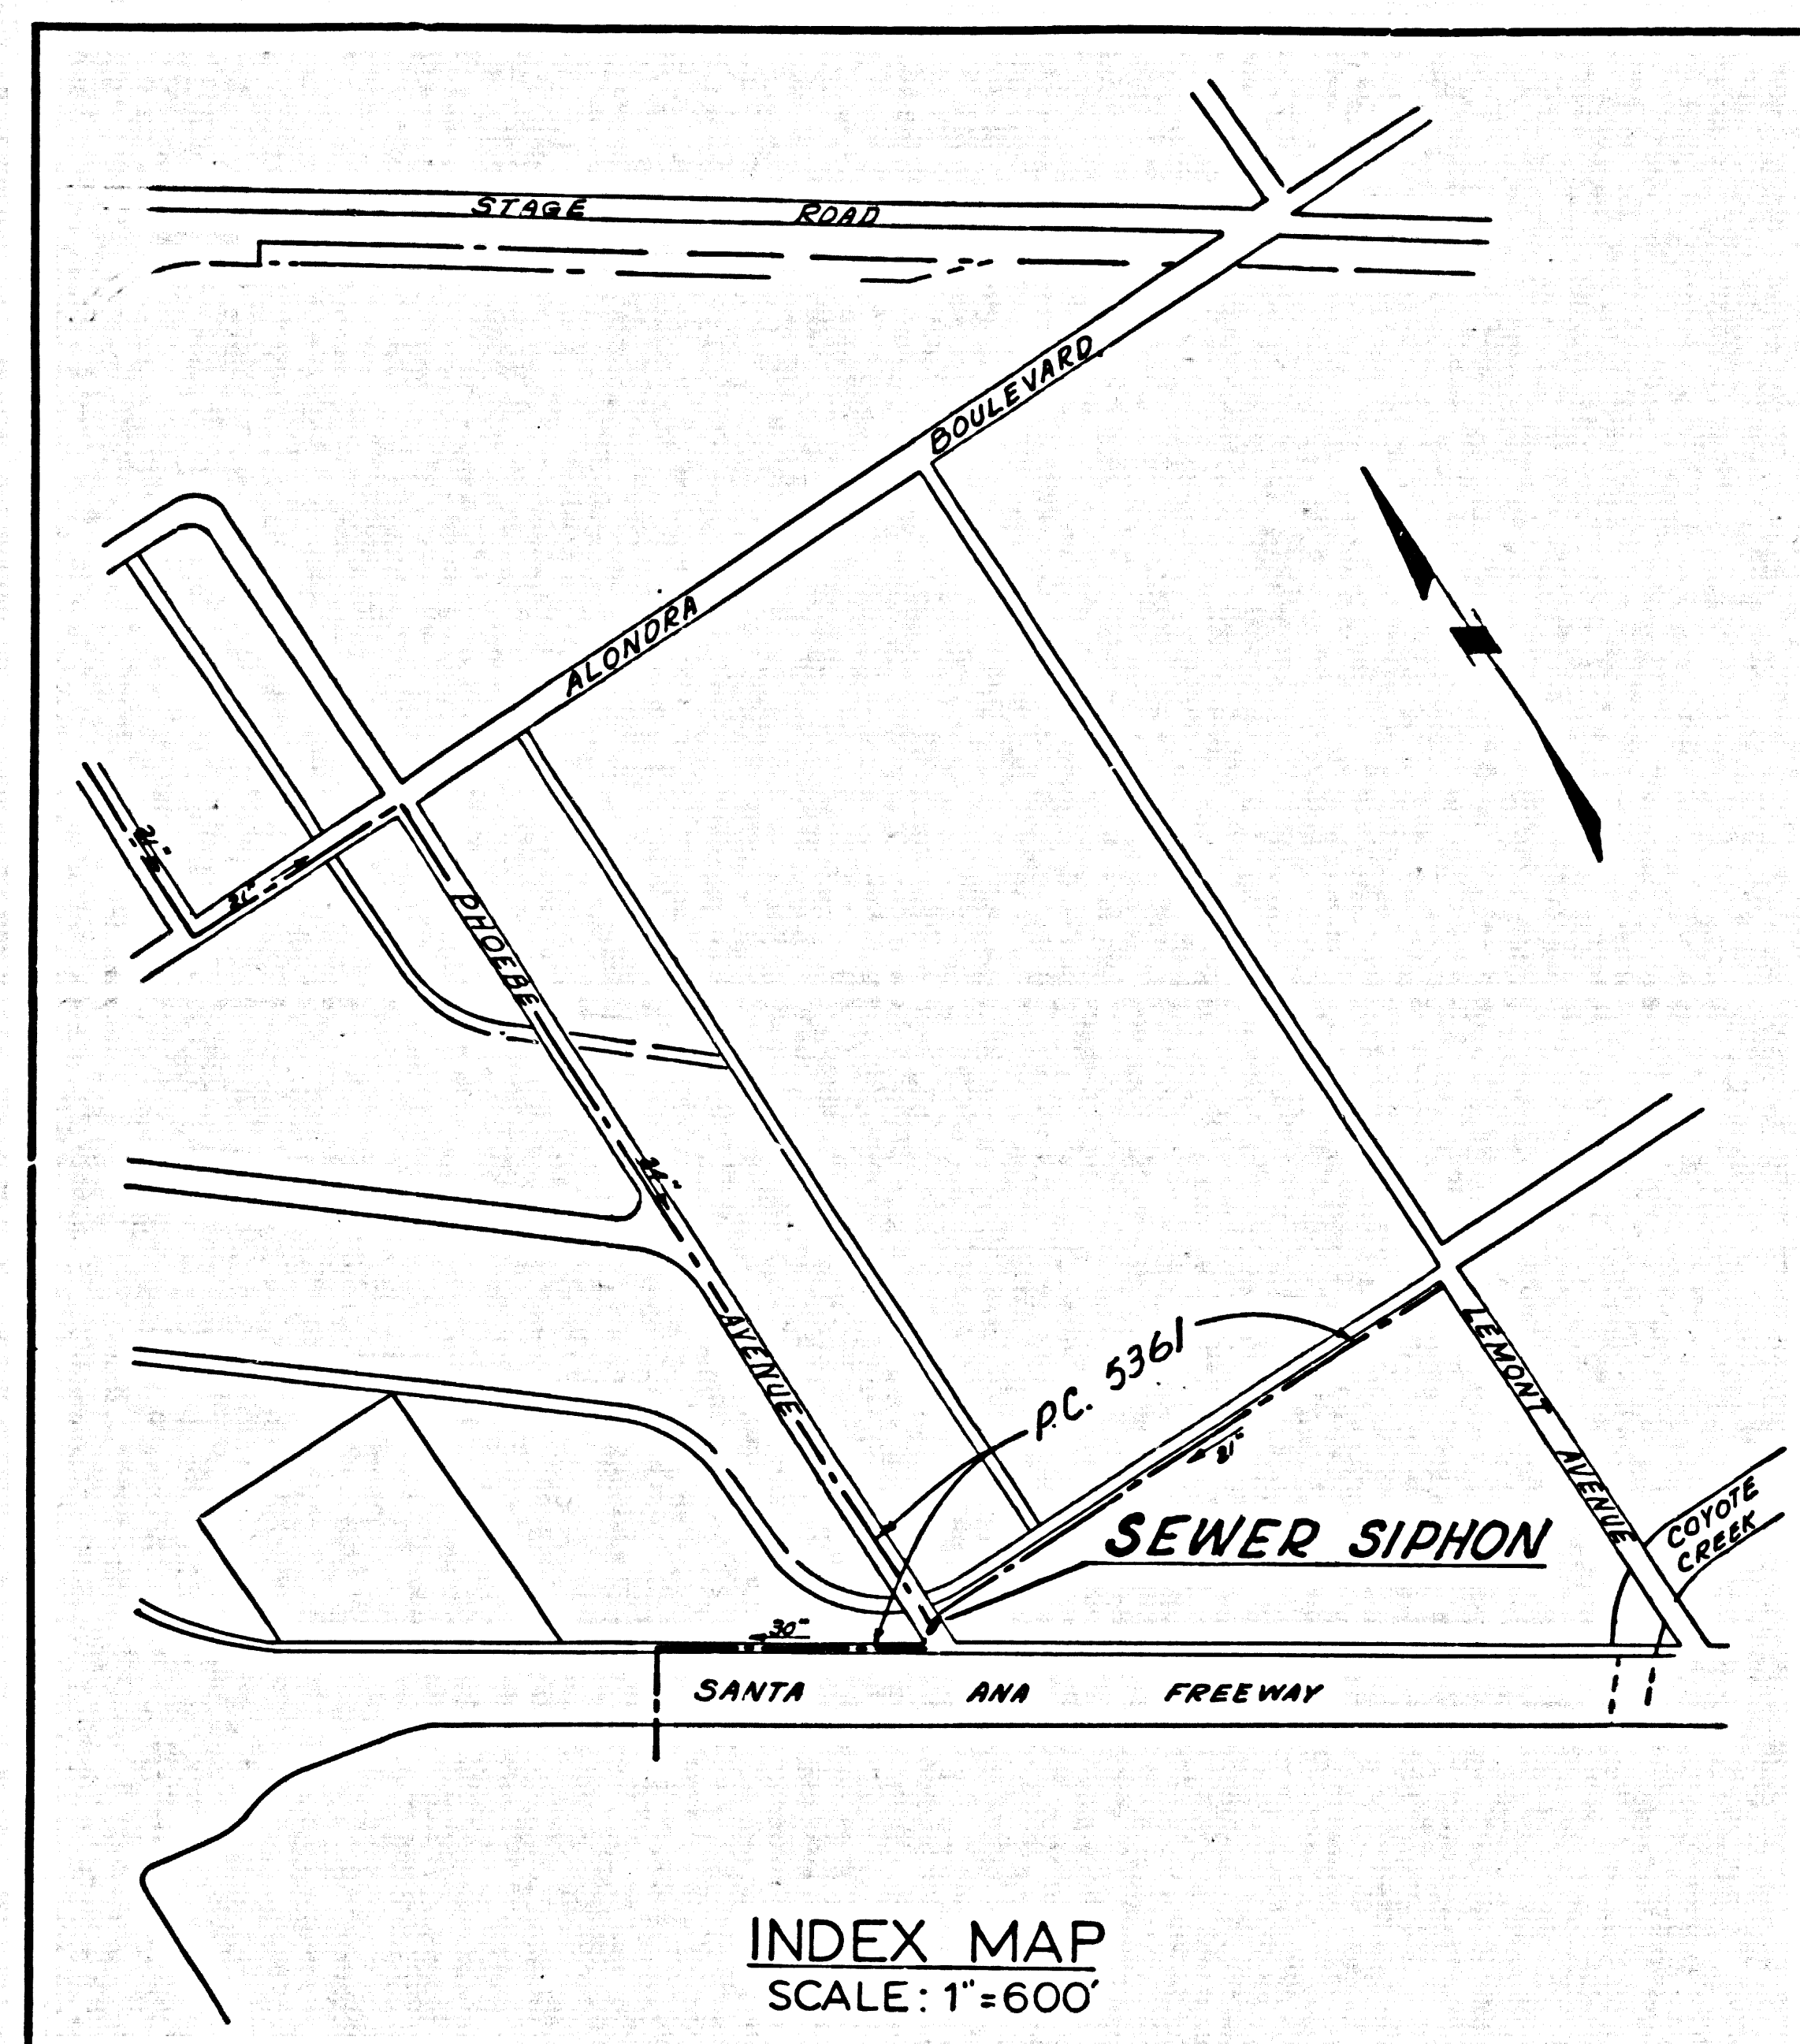 STAGE ROAD
ALONDRA BOULEVARD
21"
PHOEBE AVENUE
24"
P.C. 5361
21"
LEMONT AVENUE
SEWER SIPHON
COYOTE
CREEK
30"
SANTA ANA FREEWAY
INDEX MAP
SCALE: 1"=600'